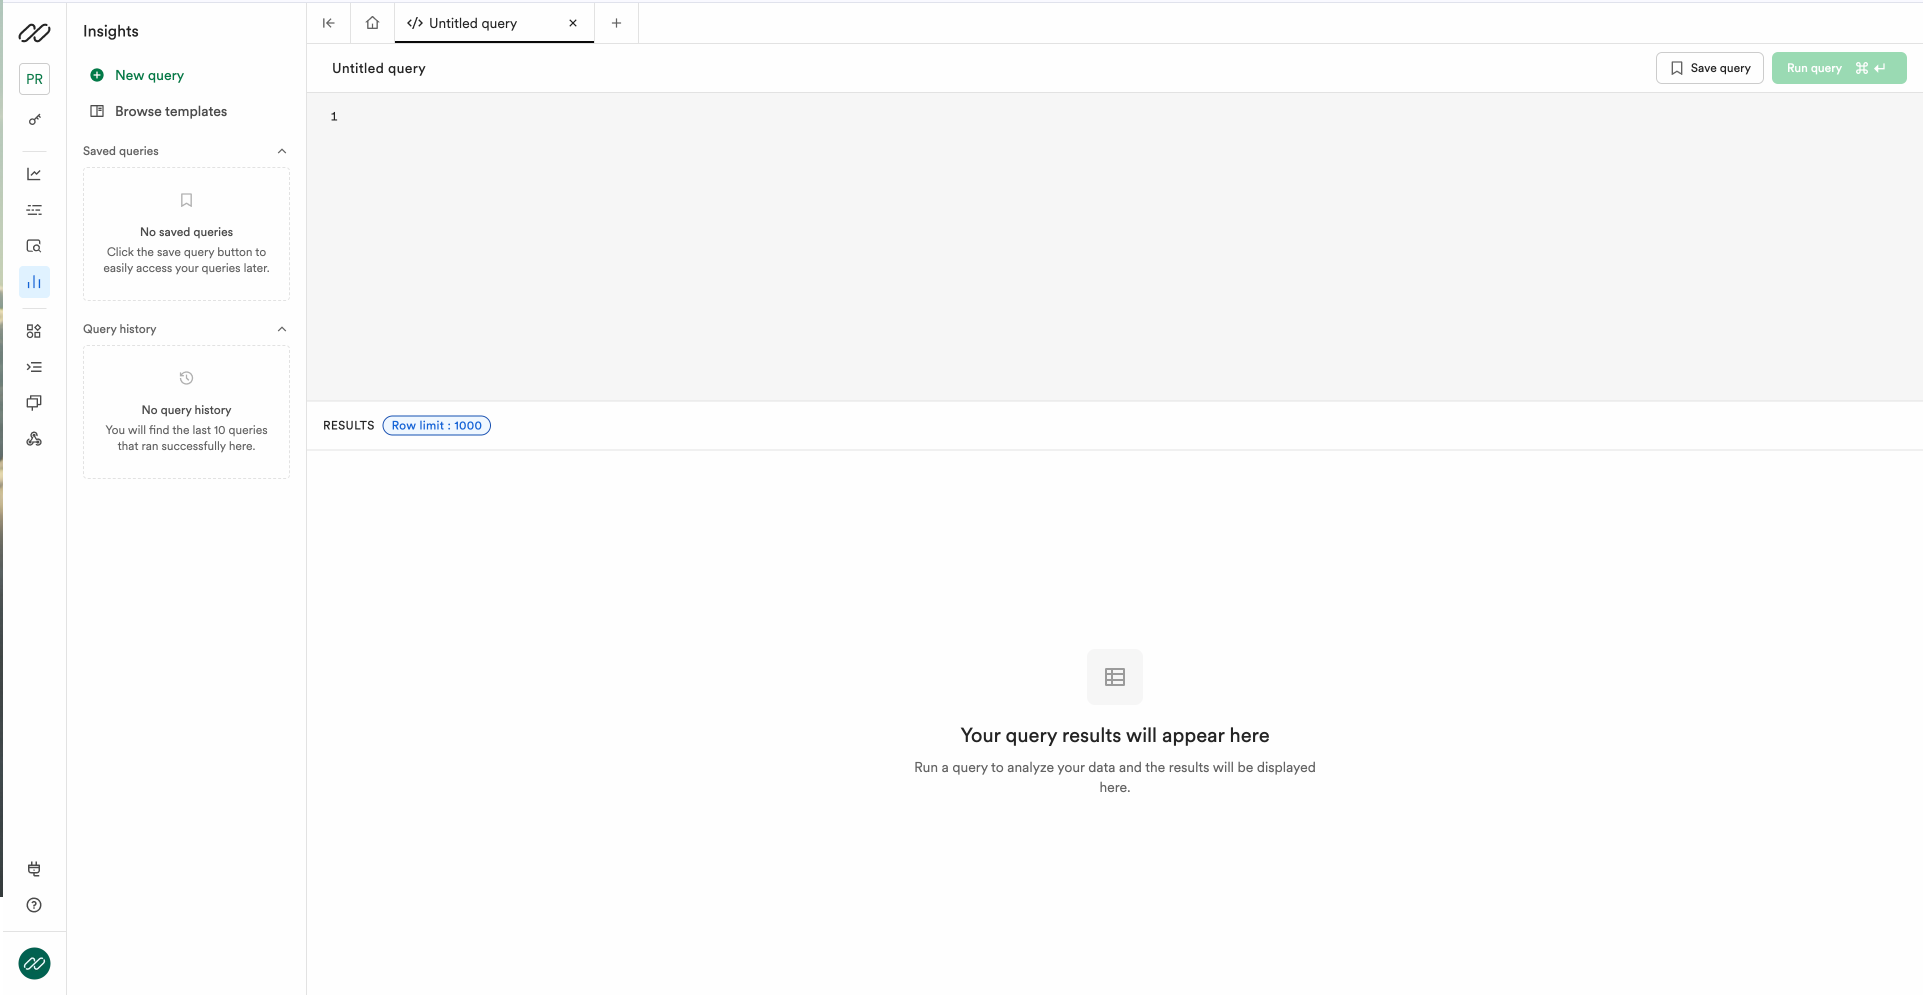 Insights
PR
New query
Browse templates
Saved queries
No saved queries
Click the save query button to
easily access your queries later.
Query history
No query history
You will find the last 10 queries
that ran successfully here.
</> Untitled query
Untitled query
Save query
Run query ⌘ ↵
1
RESULTS
Row limit : 1000
Your query results will appear here
Run a query to analyze your data and the results will be displayed
here.